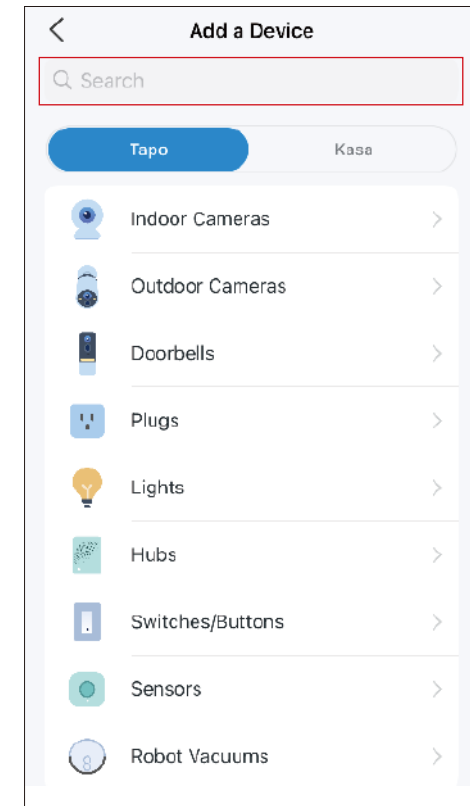 Add a Device
Search
Tapo Kasa
Indoor Cameras
Outdoor Cameras
Doorbells
Plugs
Lights
Hubs
Switches/Buttons
Sensors
Robot Vacuums